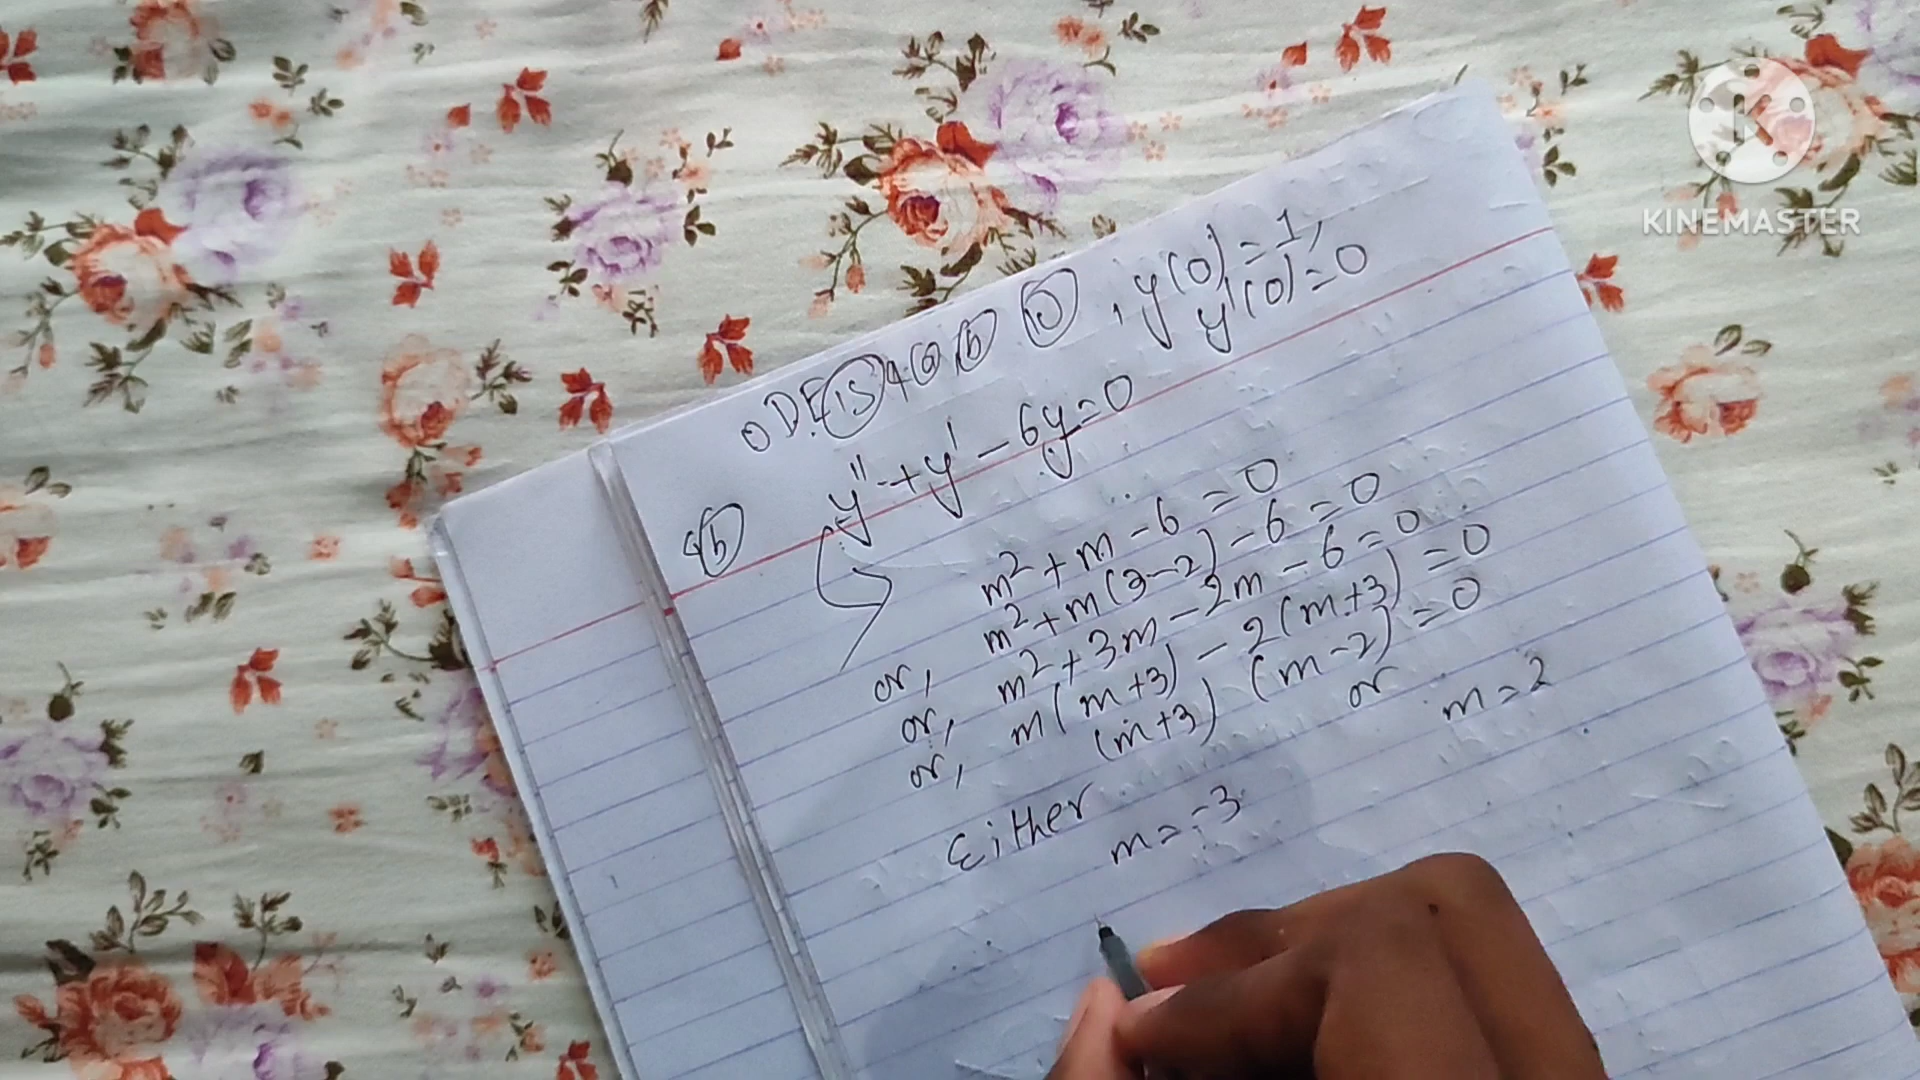 O D.E 15 4 a, b 15
, y(0) = 1,
y'(0) = 0
4 b y'' + y' - 6y = 0
m² + m - 6 = 0
m² + m(3-2) - 6 = 0
or, m² + 3m - 2m - 6 = 0
or, m(m+3) - 2(m+3) = 0
or, (m+3) (m-2) = 0
Either m = -3 or m = 2
KINEMASTER